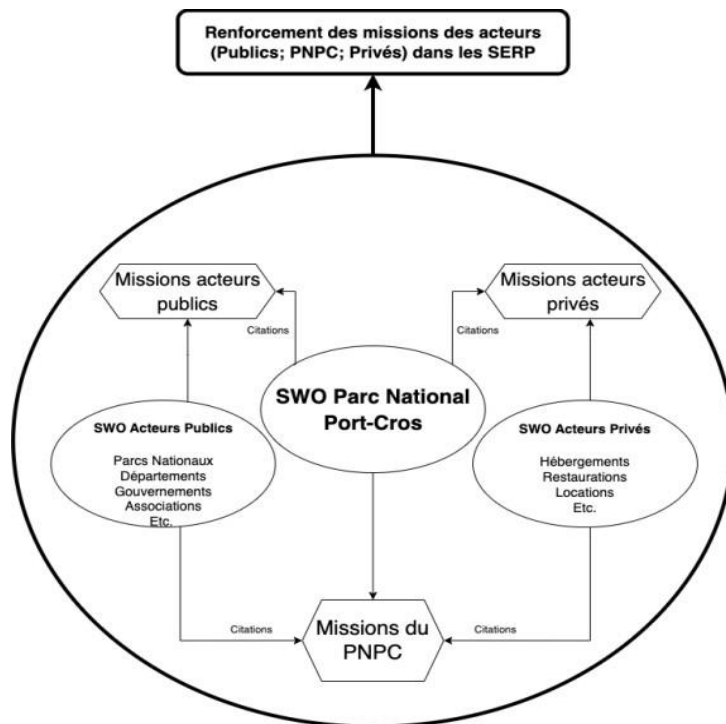 Renforcement des missions des acteurs
(Publics; PNPC; Privés) dans les SERP
Missions acteurs
publics
Missions acteurs
privés
Citations
Citations
SWO Parc National
Port-Cros
SWO Acteurs Publics
Parcs Nationaux
Départements
Gouvernements
Associations
Etc.
SWO Acteurs Privés
Hébergements
Restaurations
Locations
Etc.
Citations
Missions du
PNPC
Citations